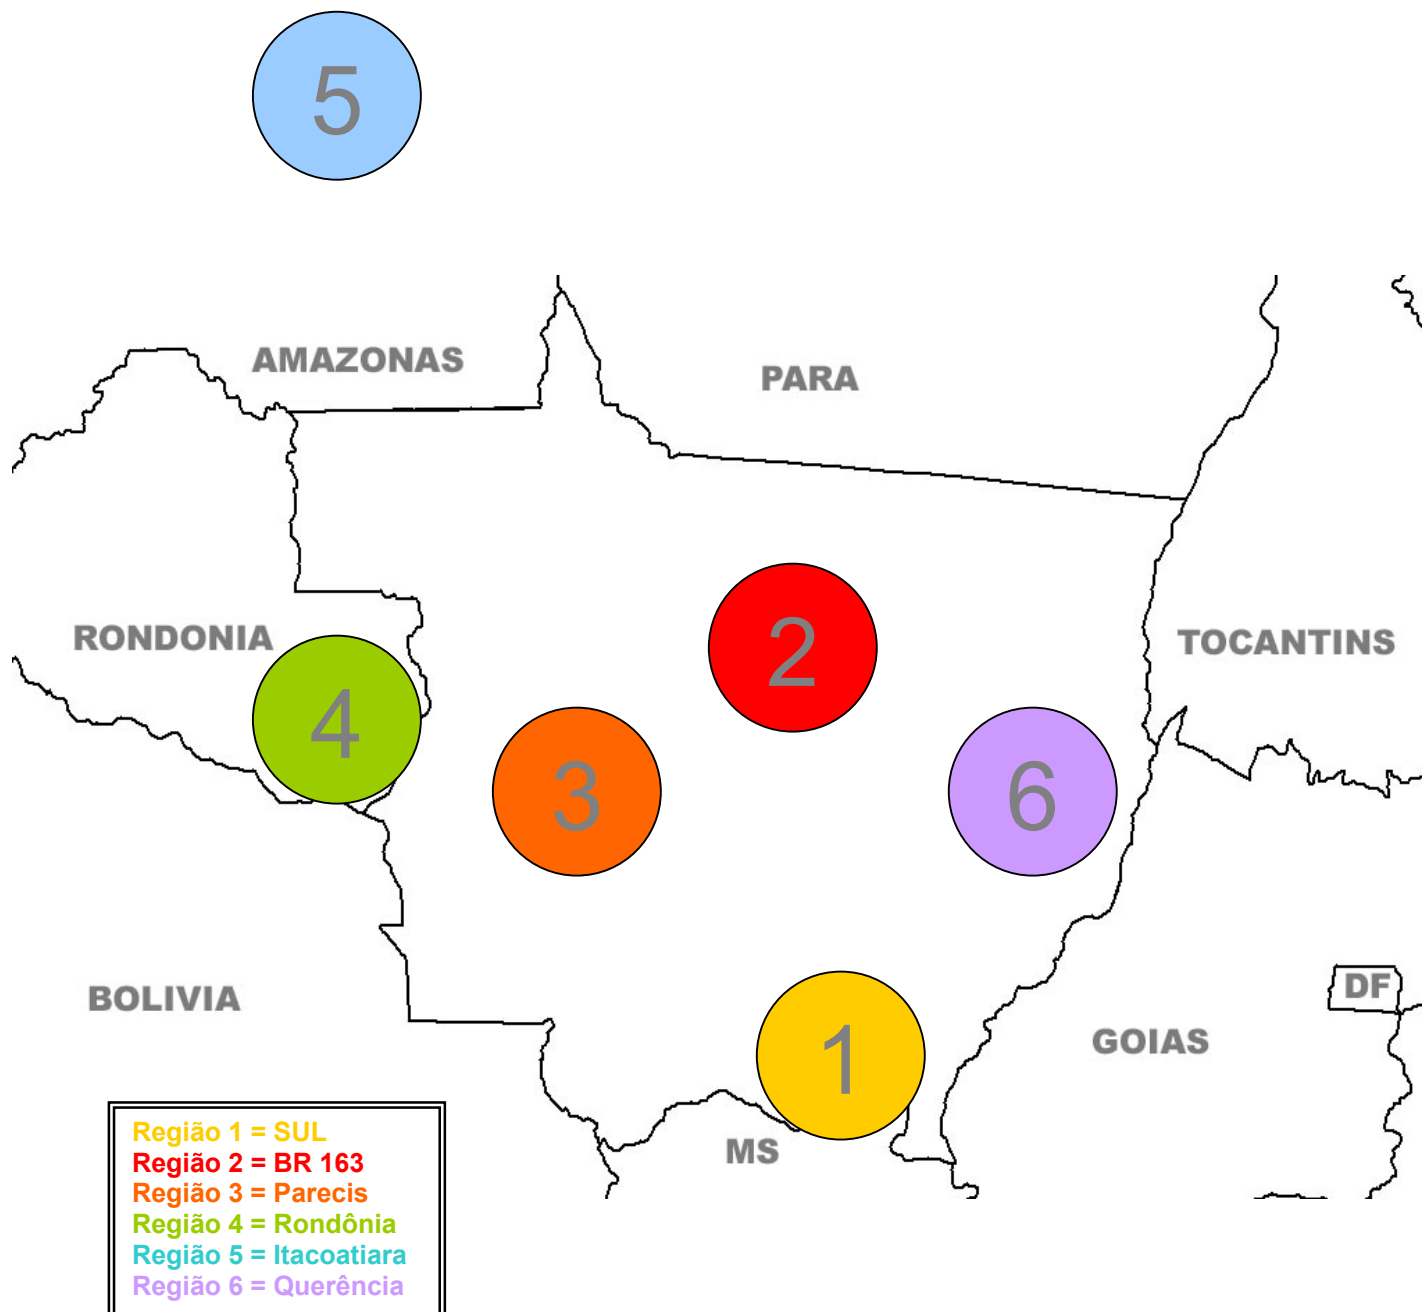 5
AMAZONAS
PARA
2
RONDONIA
TOCANTINS
4
3
6
BOLIVIA
DF
GOIAS
1
MS
Região 1 = SUL
Região 2 = BR 163
Região 3 = Parecis
Região 4 = Rondônia
Região 5 = Itacoatiara
Região 6 = Querência